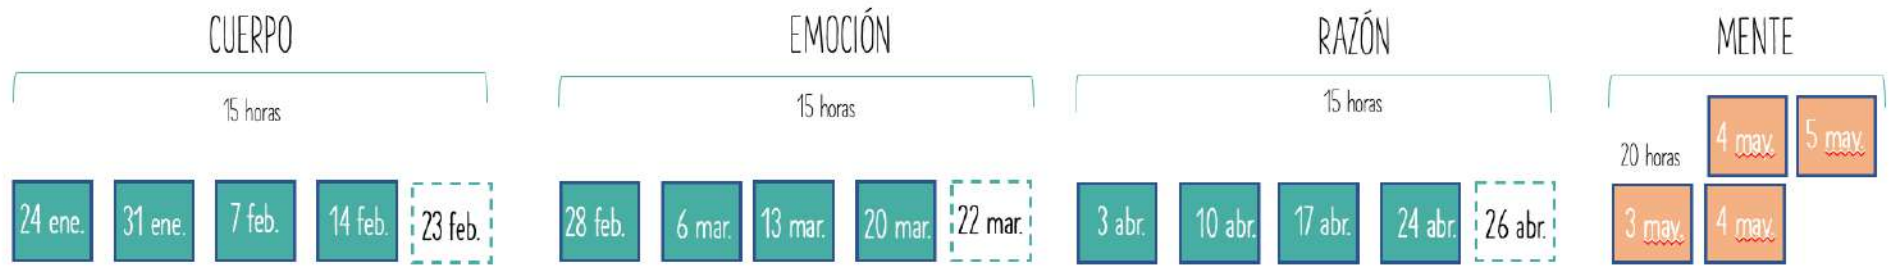 CUERPO
15 horas
24 ene.
31 ene.
7 feb.
14 feb.
23 feb.
EMOCIÓN
15 horas
28 feb.
6 mar.
13 mar.
20 mar.
22 mar.
RAZÓN
15 horas
3 abr.
10 abr.
17 abr.
24 abr.
26 abr.
MENTE
20 horas
4 may.
5 may.
3 may.
4 may.